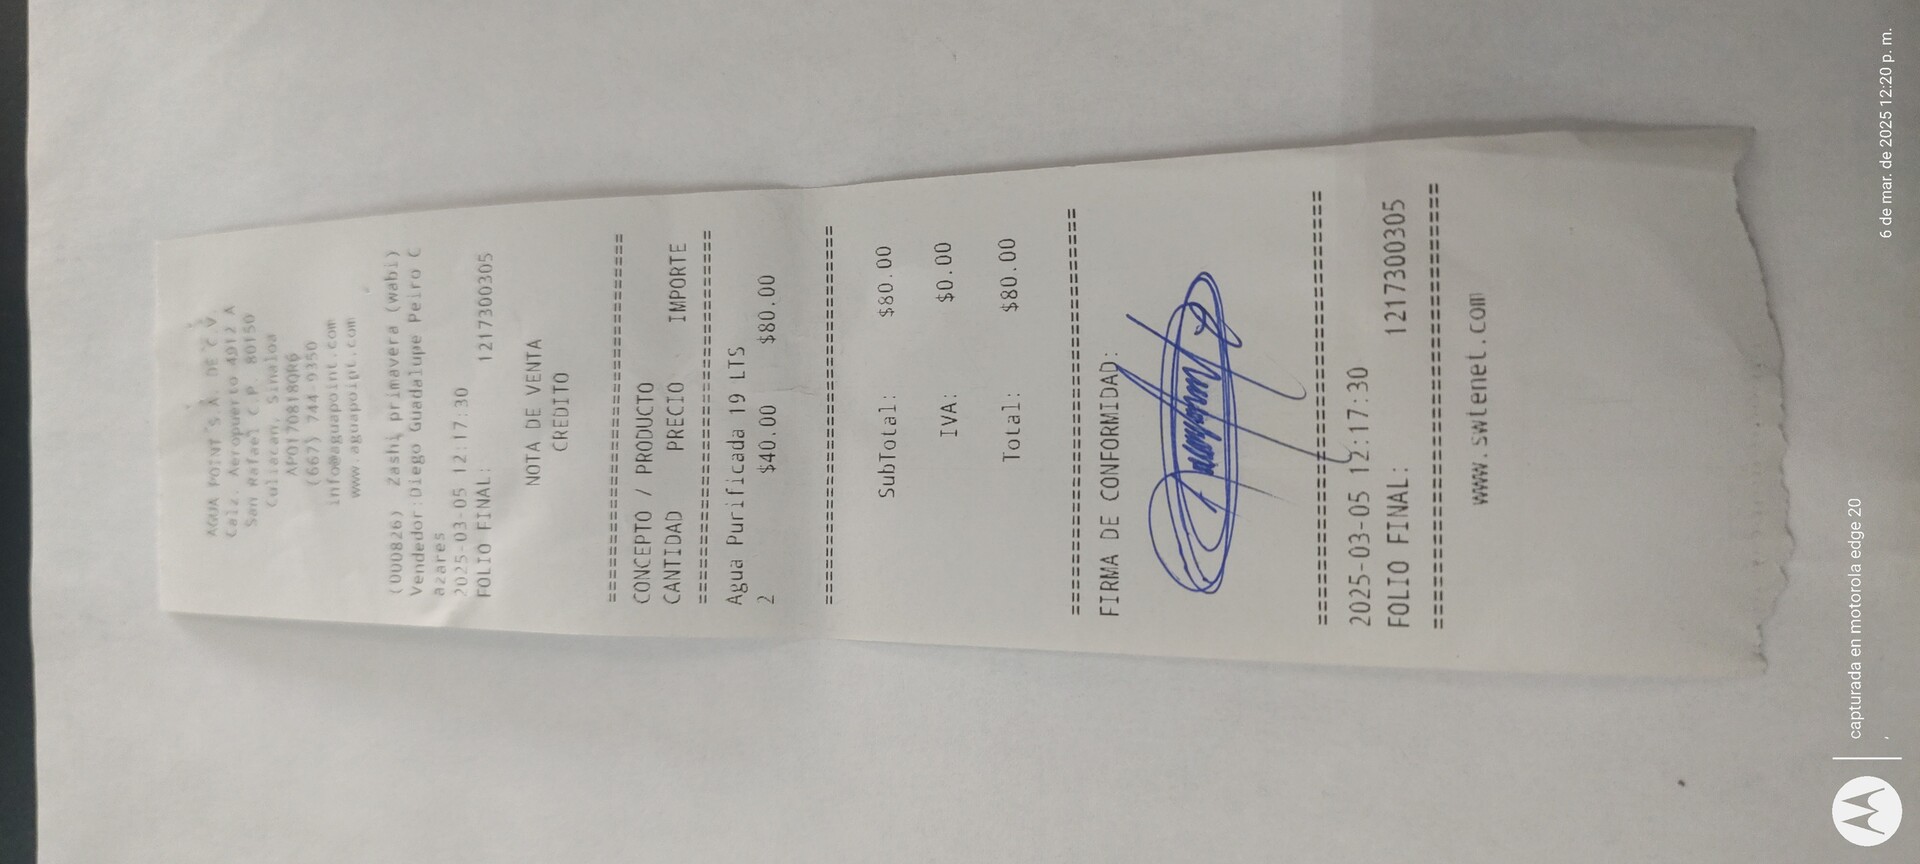 AGUA POINT S.A. DE C.V.
Calz. Aeropuerto 4912 A
San Rafael C.P. 80150
Culiacan, Sinaloa
APO170818QR6
(667) 744-9350
info@aguapoint.com
www.aguapoint.com
(000826) Zashi primavera (wabi)
Vendedor:Diego Guadalupe Peiro C
azares
2025-03-05 12:17:30
FOLIO FINAL: 1217300305
NOTA DE VENTA
CREDITO
================================
CONCEPTO / PRODUCTO
CANTIDAD PRECIO IMPORTE
================================
Agua Purificada 19 LTS
2 $40.00 $80.00
================================
SubTotal: $80.00
IVA: $0.00
Total: $80.00
================================
FIRMA DE CONFORMIDAD:
================================
2025-03-05 12:17:30
FOLIO FINAL: 1217300305
================================
www.swtenet.com
capturada en motorola edge 20
6 de mar. de 2025 12:20 p. m.